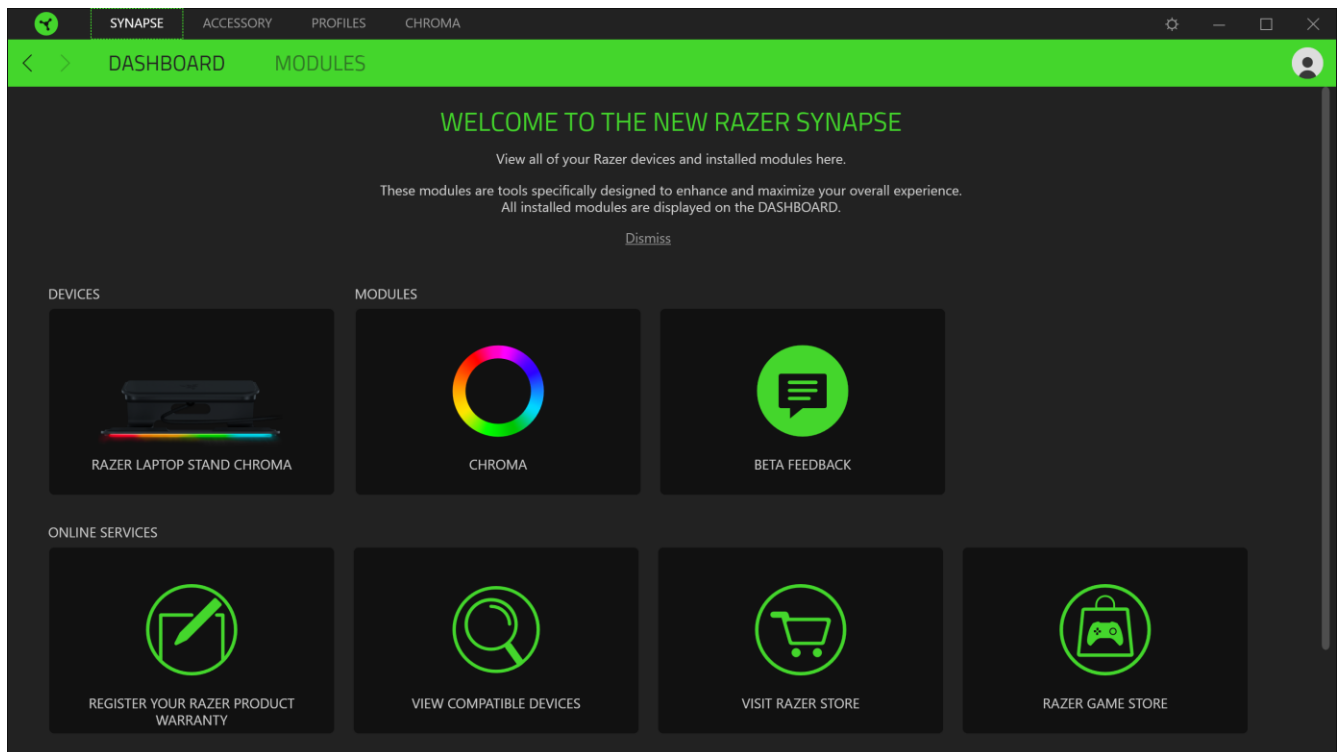 SYNAPSE ACCESSORY PROFILES CHROMA
DASHBOARD MODULES
WELCOME TO THE NEW RAZER SYNAPSE
View all of your Razer devices and installed modules here.
These modules are tools specifically designed to enhance and maximize your overall experience.
All installed modules are displayed on the DASHBOARD.
Dismiss
DEVICES MODULES
RAZER LAPTOP STAND CHROMA CHROMA BETA FEEDBACK
ONLINE SERVICES
REGISTER YOUR RAZER PRODUCT
WARRANTY
VIEW COMPATIBLE DEVICES
VISIT RAZER STORE
RAZER GAME STORE